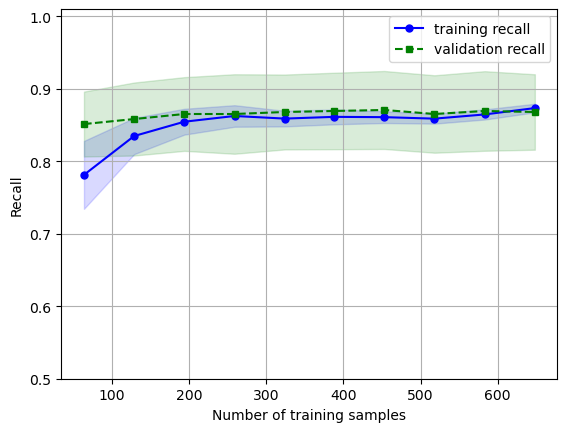 1.0
0.9
0.8
0.7
0.6
0.5
Recall
training recall
validation recall
100 200 300 400 500 600
Number of training samples